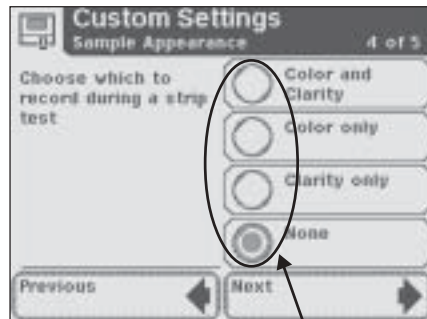 Custom Settings
Sample Appearance 4 of 5
Choose which to
record during a strip
test
Color and
Clarity
Color only
Clarity only
None
Previous
Next